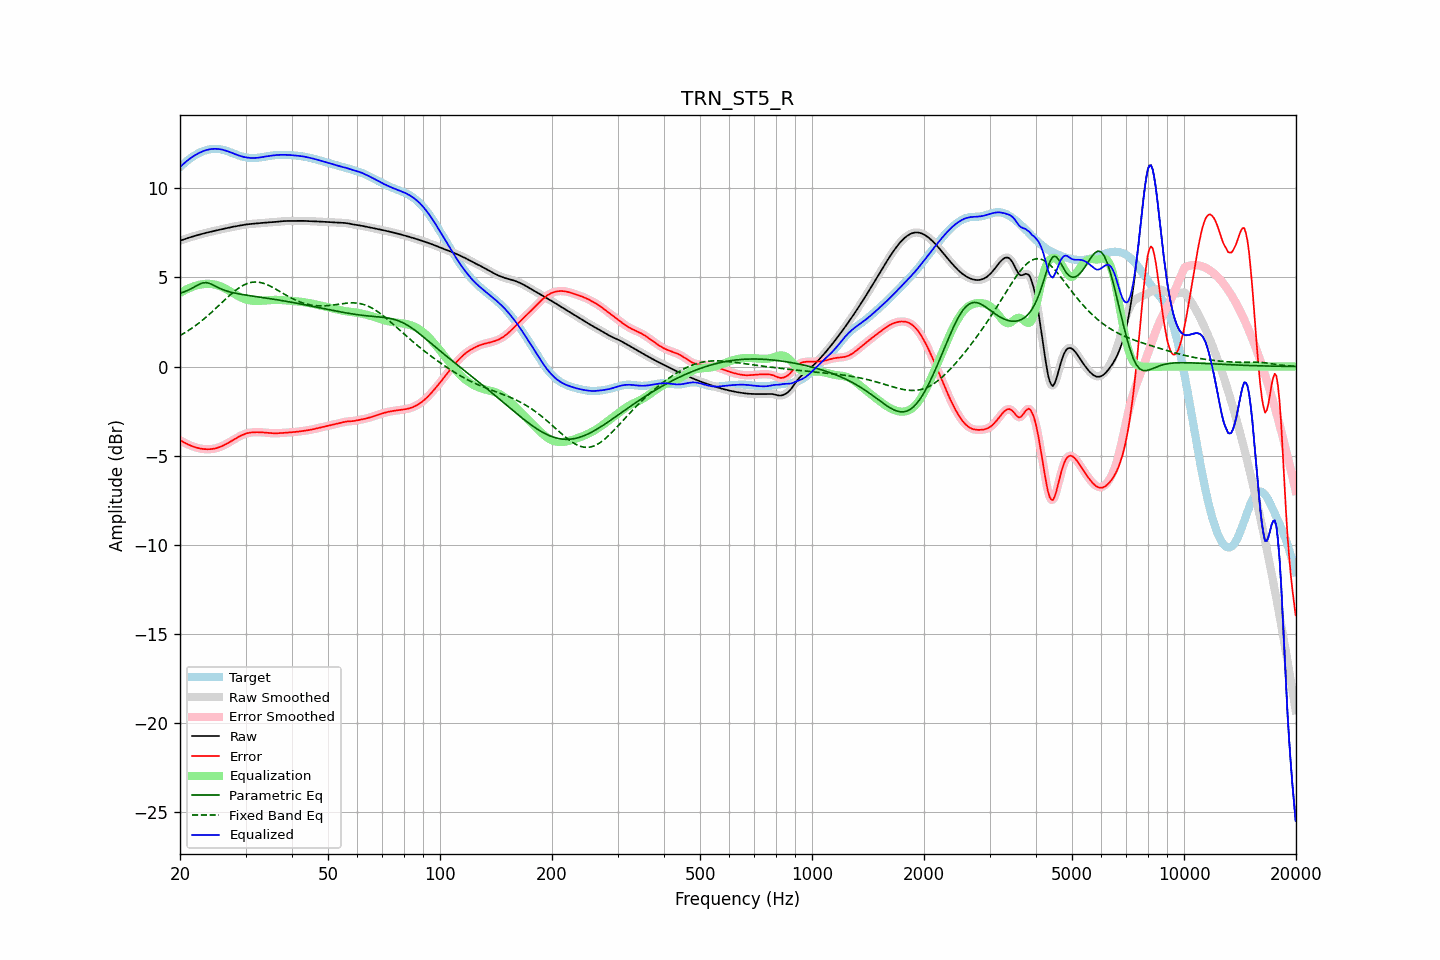 TRN_ST5_R
10
5
0
−5
−10
−15
−20
−25
Amplitude (dBr)
Target
Raw Smoothed
Error Smoothed
Raw
Error
Equalization
Parametric Eq
Fixed Band Eq
Equalized
20 50 100 200 500 1000 2000 5000 10000 20000
Frequency (Hz)